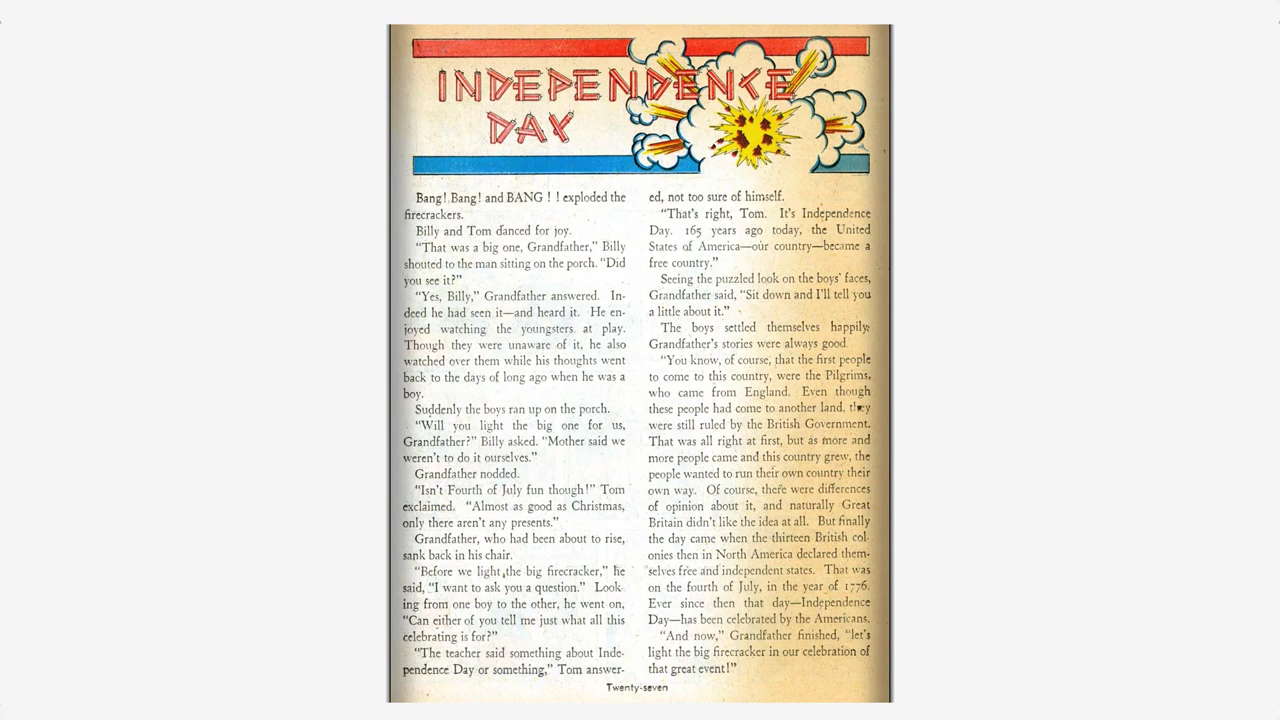 INDEPENDENCE
DAY
Bang! Bang! and BANG ! ! exploded the
firecrackers.
Billy and Tom danced for joy.
“That was a big one, Grandfather,” Billy
shouted to the man sitting on the porch. “Did
you see it?”
“Yes, Billy,” Grandfather answered. In-
deed he had seen it—and heard it. He en-
joyed watching the youngsters at play.
Though they were unaware of it, he also
watched over them while his thoughts went
back to the days of long ago when he was a
boy.
Suddenly the boys ran up on the porch.
“Will you light the big one for us,
Grandfather?” Billy asked. “Mother said we
weren't to do it ourselves.”
Grandfather nodded.
“Isn't Fourth of July fun though!” Tom
exclaimed. “Almost as good as Christmas,
only there aren't any presents.”
Grandfather, who had been about to rise,
sank back in his chair.
“Before we light the big firecracker,” he
said, “I want to ask you a question.” Look
ing from one boy to the other, he went on,
“Can either of you tell me just what all this
celebrating is for?”
“The teacher said something about Inde-
pendence Day or something,” Tom answer-
ed, not too sure of himself.
“That's right, Tom. It's Independence
Day. 165 years ago today, the United
States of America—our country—became a
free country.”
Seeing the puzzled look on the boys' faces,
Grandfather said, “Sit down and I'll tell you
a little about it.”
The boys settled themselves happily.
Grandfather's stories were always good
“You know, of course, that the first people
to come to this country, were the Pilgrims,
who came from England. Even though
these people had come to another land, they
were still ruled by the British Government.
That was all right at first, but as more and
more people came and this country grew, the
people wanted to run their own country their
own way. Of course, there were differences
of opinion about it, and naturally Great
Britain didn't like the idea at all. But finally
the day came when the thirteen British col-
onies then in North America declared them-
selves free and independent states. That was
on the fourth of July, in the year of 1776.
Ever since then that day—Independence
Day—has been celebrated by the Americans.
“And now,” Grandfather finished, “let's
light the big firecracker in our celebration of
that great event!”
Twenty-seven